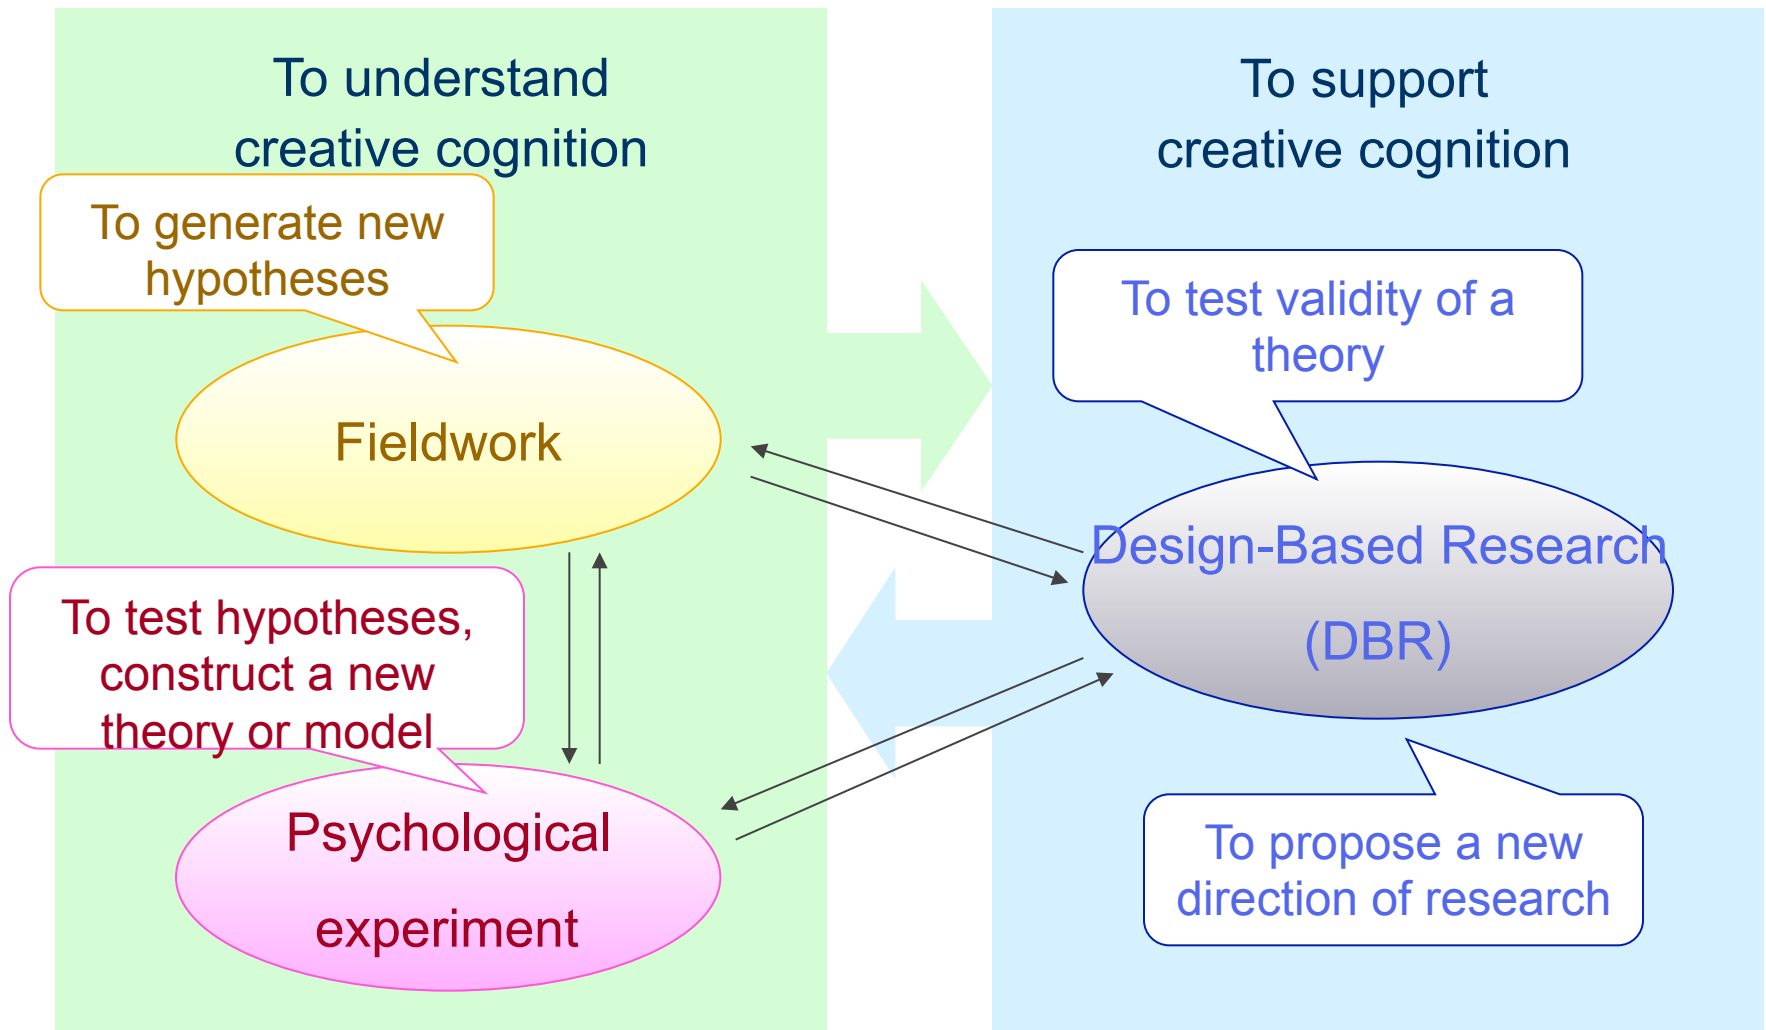 To understand
creative cognition
To generate new
hypotheses
Fieldwork
To test hypotheses,
construct a new
theory or model
Psychological
experiment
To support
creative cognition
To test validity of a
theory
Design-Based Research
(DBR)
To propose a new
direction of research